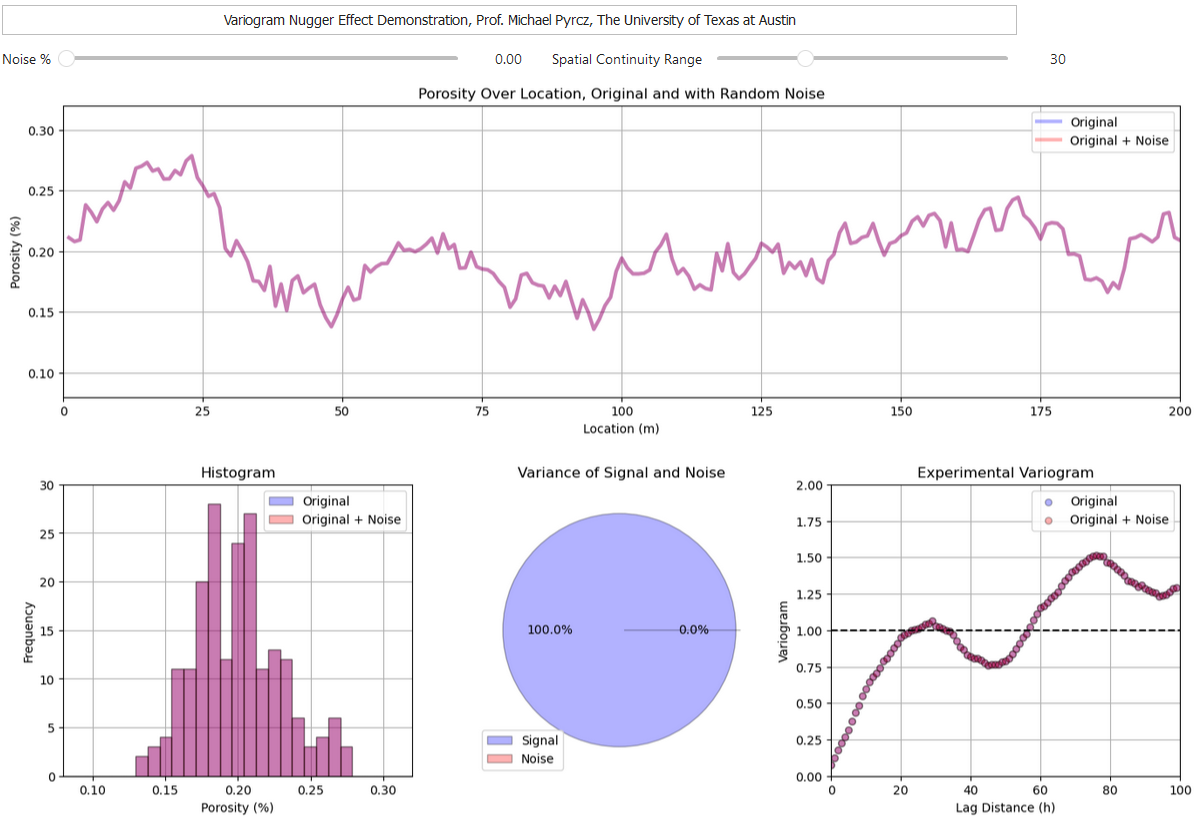 Variogram Nugger Effect Demonstration, Prof. Michael Pyrcz, The University of Texas at Austin
Noise % 0.00 Spatial Continuity Range 30
Porosity Over Location, Original and with Random Noise
Original
Original + Noise
0.30
0.25
0.20
0.15
0.10
Porosity (%)
0 25 50 75 100 125 150 175 200
Location (m)
Histogram
Original
Original + Noise
30
25
20
15
10
5
0
Frequency
0.10 0.15 0.20 0.25 0.30
Porosity (%)
Variance of Signal and Noise
100.0% 0.0%
Signal
Noise
Experimental Variogram
Original
Original + Noise
2.00
1.75
1.50
1.25
1.00
0.75
0.50
0.25
0.00
Variogram
0 20 40 60 80 100
Lag Distance (h)